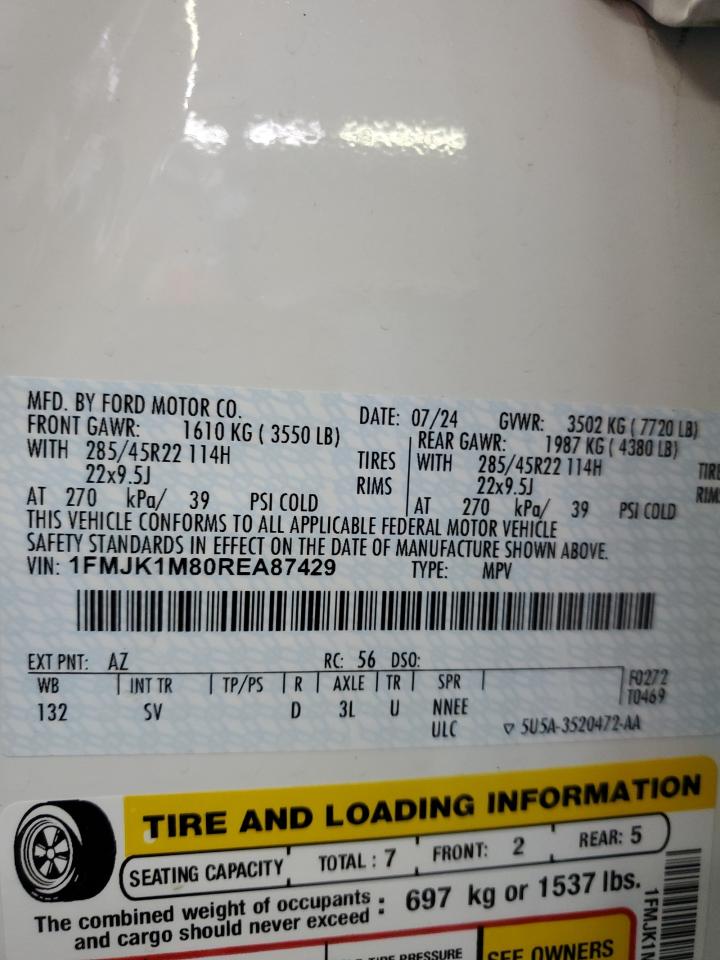 MFD. BY FORD MOTOR CO. DATE: 07/24 GVWR: 3502 KG ( 7720 LB)
FRONT GAWR: 1610 KG ( 3550 LB) REAR GAWR: 1987 KG ( 4380 LB)
WITH 285/45R22 114H TIRES WITH 285/45R22 114H TIRE
22x9.5J RIMS 22x9.5J RIM
AT 270 kPa/ 39 PSI COLD AT 270 kPa/ 39 PSI COLD
THIS VEHICLE CONFORMS TO ALL APPLICABLE FEDERAL MOTOR VEHICLE
SAFETY STANDARDS IN EFFECT ON THE DATE OF MANUFACTURE SHOWN ABOVE.
VIN: 1FMJK1M80REA87429 TYPE: MPV
EXT PNT: AZ RC: 56 DSO:
WB INT TR TP/PS R AXLE TR SPR F0272
T0469
132 SV D 3L U NNEE
ULC ▽ 5U5A-3520472-AA
TIRE AND LOADING INFORMATION
SEATING CAPACITY TOTAL : 7 FRONT: 2 REAR: 5
The combined weight of occupants : 697 kg or 1537 lbs.
and cargo should never exceed
TIRE PRESSURE SEE OWNERS
1FMJK1M